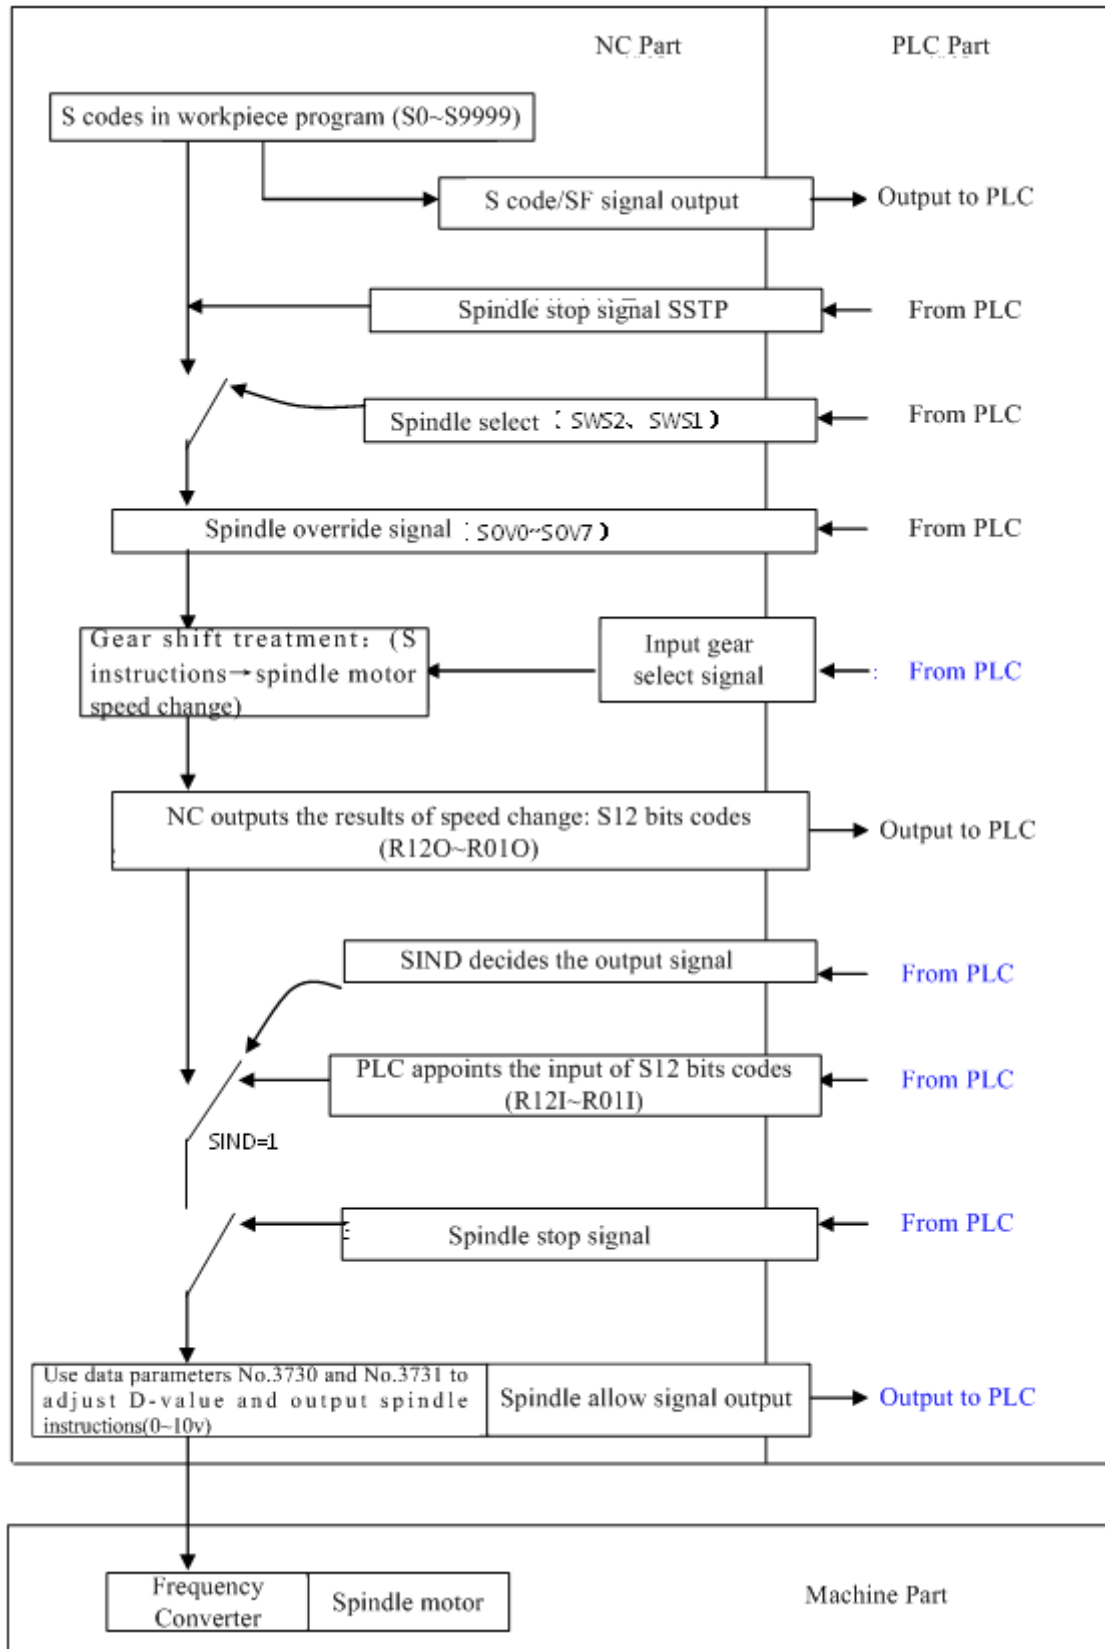 NC Part
PLC Part
S codes in workpiece program (S0~S9999)
S code/SF signal output
Output to PLC
Spindle stop signal SSTP
From PLC
Spindle select [SWS2、SWS1)
From PLC
Spindle override signal [SOV0~SOV7)
From PLC
Gear shift treatment: (S
instructions→spindle motor
speed change)
Input gear
select signal
: From PLC
NC outputs the results of speed change: S12 bits codes
(R12O~R01O)
Output to PLC
SIND decides the output signal
From PLC
PLC appoints the input of S12 bits codes
(R12I~R01I)
From PLC
SIND=1
Spindle stop signal
From PLC
Use data parameters No.3730 and No.3731 to
adjust D-value and output spindle
instructions(0~10v)
Spindle allow signal output
Output to PLC
Frequency
Converter
Spindle motor
Machine Part